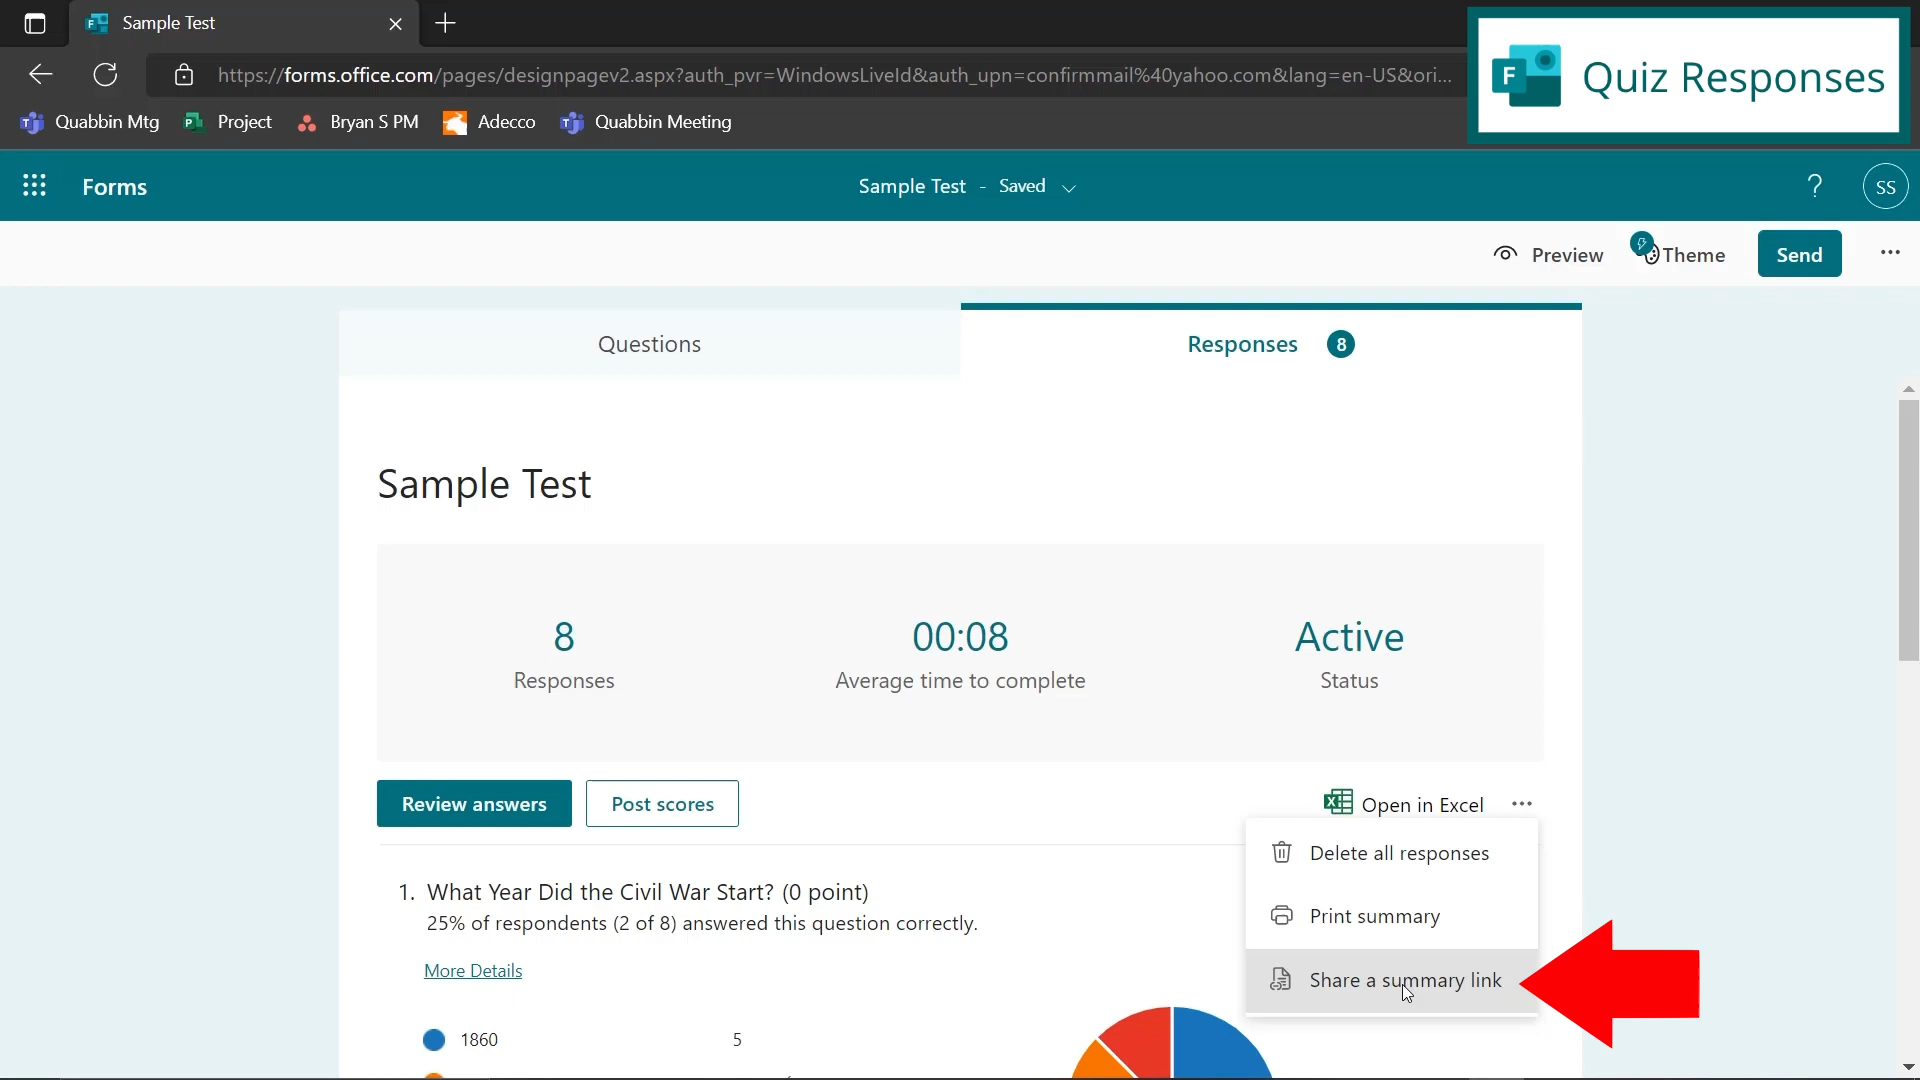 Sample Test
https://forms.office.com/pages/designpagev2.aspx?auth_pvr=WindowsLiveId&auth_upn=confirmmail%40yahoo.com&lang=en-US&ori...
F Quiz Responses
Quabbin Mtg Project Bryan S PM Adecco Quabbin Meeting
Forms Sample Test - Saved ? SS
Preview Theme Send ...
Questions Responses 8
Sample Test
8 00:08 Active
Responses Average time to complete Status
Review answers Post scores Open in Excel ...
Delete all responses
Print summary
Share a summary link
1. What Year Did the Civil War Start? (0 point)
25% of respondents (2 of 8) answered this question correctly.
More Details
1860 5